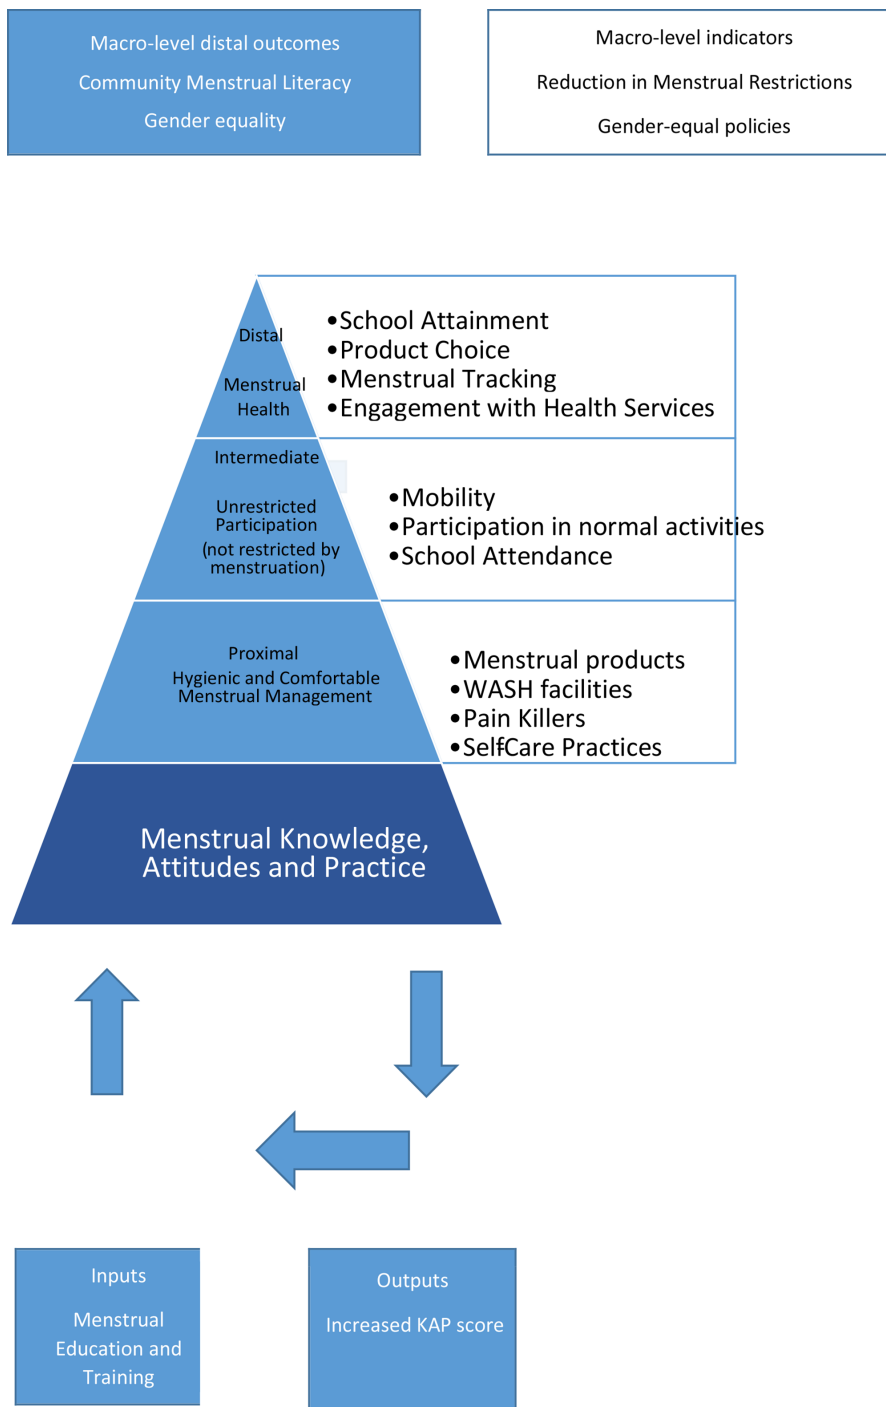 Macro-level distal outcomes
Community Menstrual Literacy
Gender equality
Macro-level indicators
Reduction in Menstrual Restrictions
Gender-equal policies
Distal
Menstrual
Health
•School Attainment
•Product Choice
•Menstrual Tracking
•Engagement with Health Services
Intermediate
Unrestricted
Participation
(not restricted by
menstruation)
•Mobility
•Participation in normal activities
•School Attendance
Proximal
Hygienic and Comfortable
Menstrual Management
•Menstrual products
•WASH facilities
•Pain Killers
•Self-Care Practices
Menstrual Knowledge,
Attitudes and Practice
Inputs
Menstrual
Education and
Training
Outputs
Increased KAP score